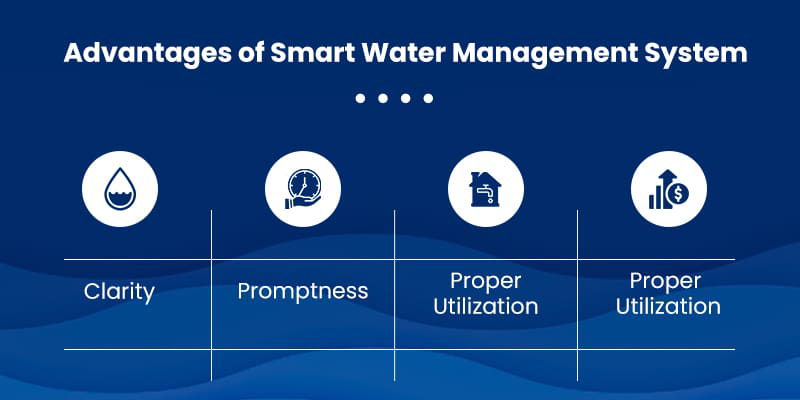 Advantages of Smart Water Management System
Clarity
Promptness
Proper
Utilization
Proper
Utilization
$